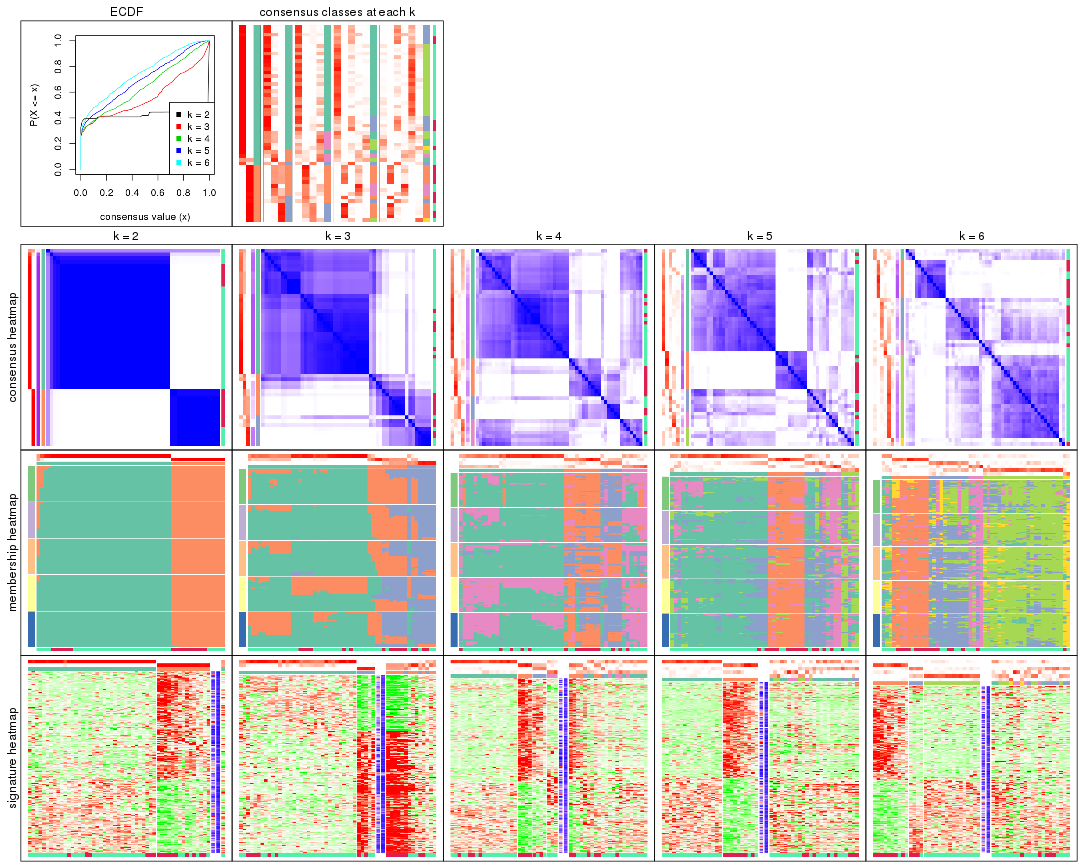 ECDF
consensus classes at each k
P(X <= x)
0.0 0.2 0.4 0.6 0.8 1.0
k = 2
k = 3
k = 4
k = 5
k = 6
0.0 0.2 0.4 0.6 0.8 1.0
consensus value (x)
k = 2
k = 3
k = 4
k = 5
k = 6
consensus heatmap
membership heatmap
signature heatmap